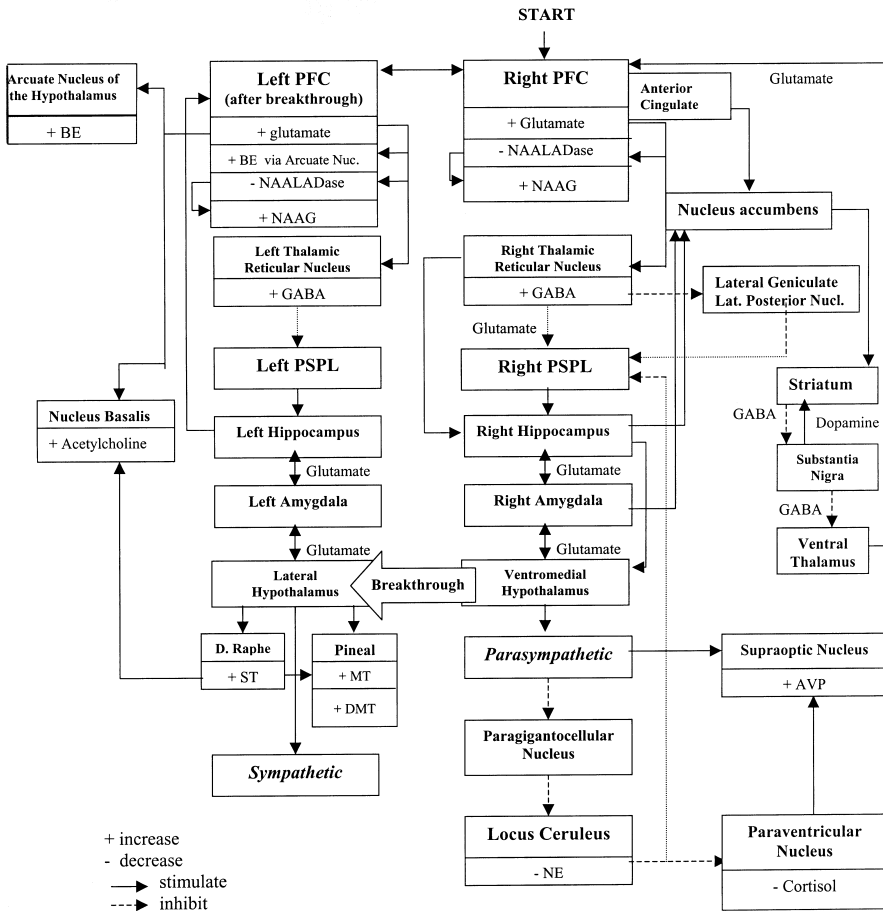 START
Arcuate Nucleus of
the Hypothalamus
+ BE
Left PFC
(after breakthrough)
+ glutamate
+ BE via Arcuate Nuc.
- NAALADase
+ NAAG
Right PFC
+ Glutamate
- NAALADase
+ NAAG
Anterior
Cingulate
Glutamate
Nucleus accumbens
Left Thalamic
Reticular Nucleus
+ GABA
Right Thalamic
Reticular Nucleus
+ GABA
Lateral Geniculate
Lat. Posterior Nucl.
Glutamate
Left PSPL
Right PSPL
Striatum
GABA
Dopamine
Substantia
Nigra
GABA
Ventral
Thalamus
Nucleus Basalis
+ Acetylcholine
Left Hippocampus
Right Hippocampus
Glutamate
Glutamate
Left Amygdala
Right Amygdala
Glutamate
Glutamate
Lateral
Hypothalamus
Breakthrough
Ventromedial
Hypothalamus
D. Raphe
+ ST
Pineal
+ MT
+ DMT
Parasympathetic
Supraoptic Nucleus
+ AVP
Paragigantocellular
Nucleus
Sympathetic
Locus Ceruleus
- NE
Paraventricular
Nucleus
- Cortisol
+ increase
- decrease
stimulate
inhibit